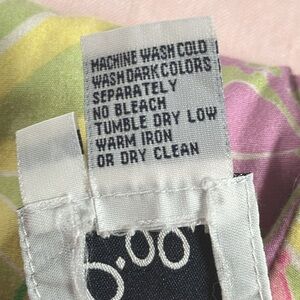 MACHINE WASH COLD
WASH DARK COLORS
SEPARATELY
NO BLEACH
TUMBLE DRY LOW
WARM IRON
OR DRY CLEAN